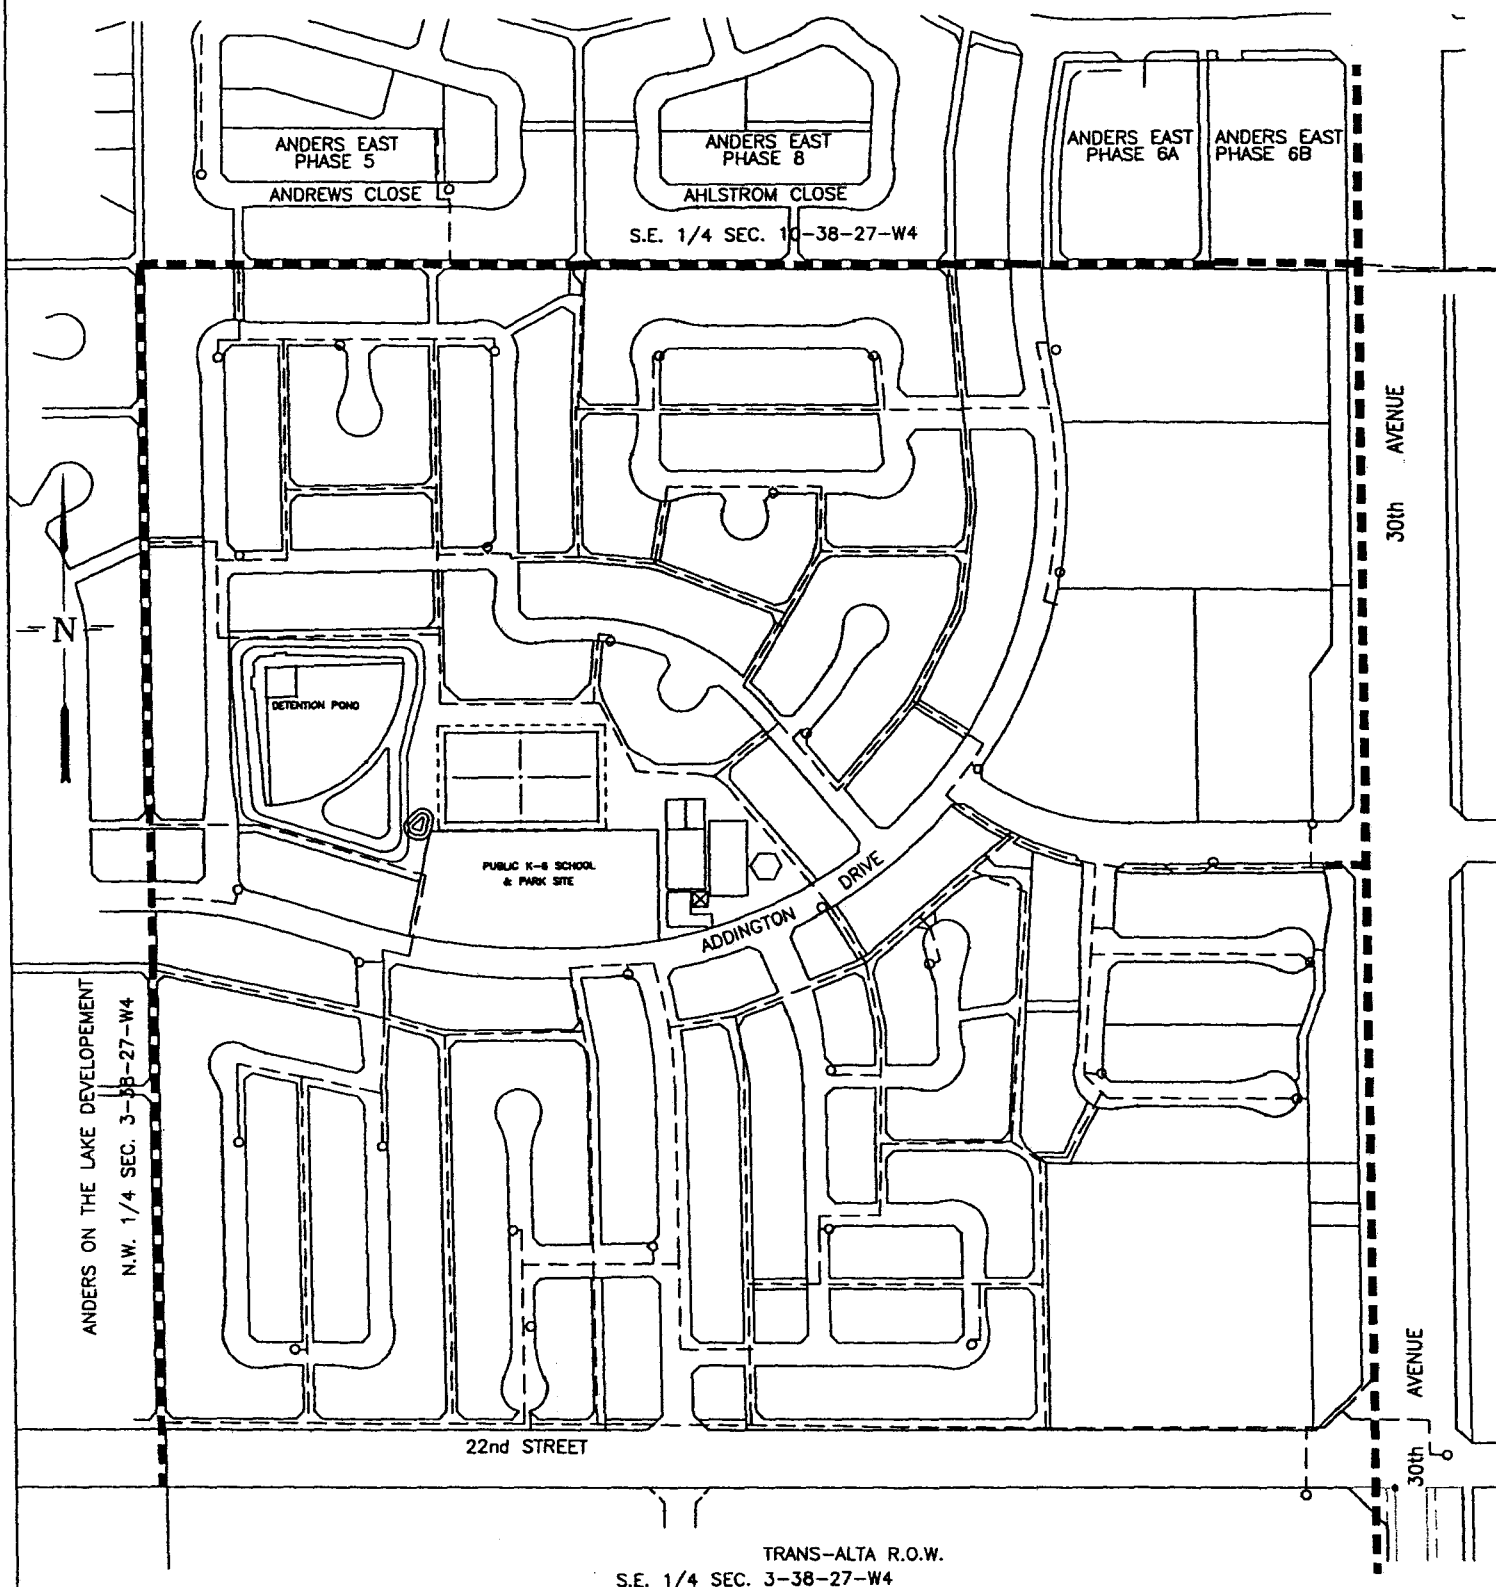 ANDERS EAST
PHASE 5
ANDERS EAST
PHASE 8
ANDERS EAST
PHASE 6A
ANDERS EAST
PHASE 6B
ANDREWS CLOSE
AHLSTROM CLOSE
S.E. 1/4 SEC. 10-38-27-W4
30th AVENUE
N
DETENTION POND
PUBLIC K-6 SCHOOL
& PARK SITE
ADDINGTON DRIVE
ANDERS ON THE LAKE DEVELOPEMENT
N.W. 1/4 SEC. 3-38-27-W4
30th AVENUE
22nd STREET
TRANS-ALTA R.O.W.
S.E. 1/4 SEC. 3-38-27-W4